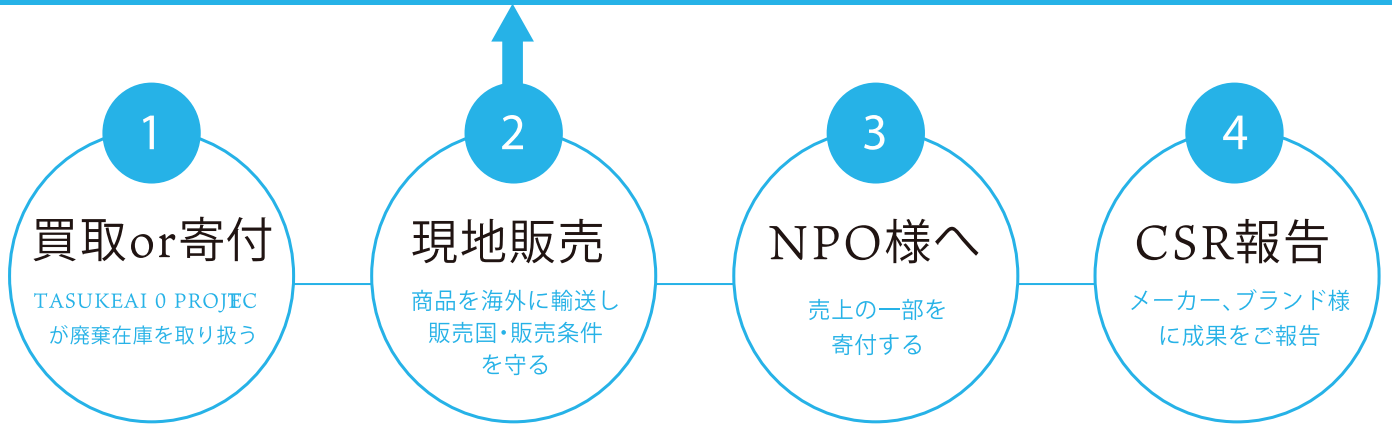 1
買取or寄付
TASUKEAI 0 PROJTEC
が廃棄在庫を取り扱う
2
現地販売
商品を海外に輸送し
販売国・販売条件
を守る
3
NPO様へ
売上の一部を
寄付する
4
CSR報告
メーカー、ブランド様
に成果をご報告